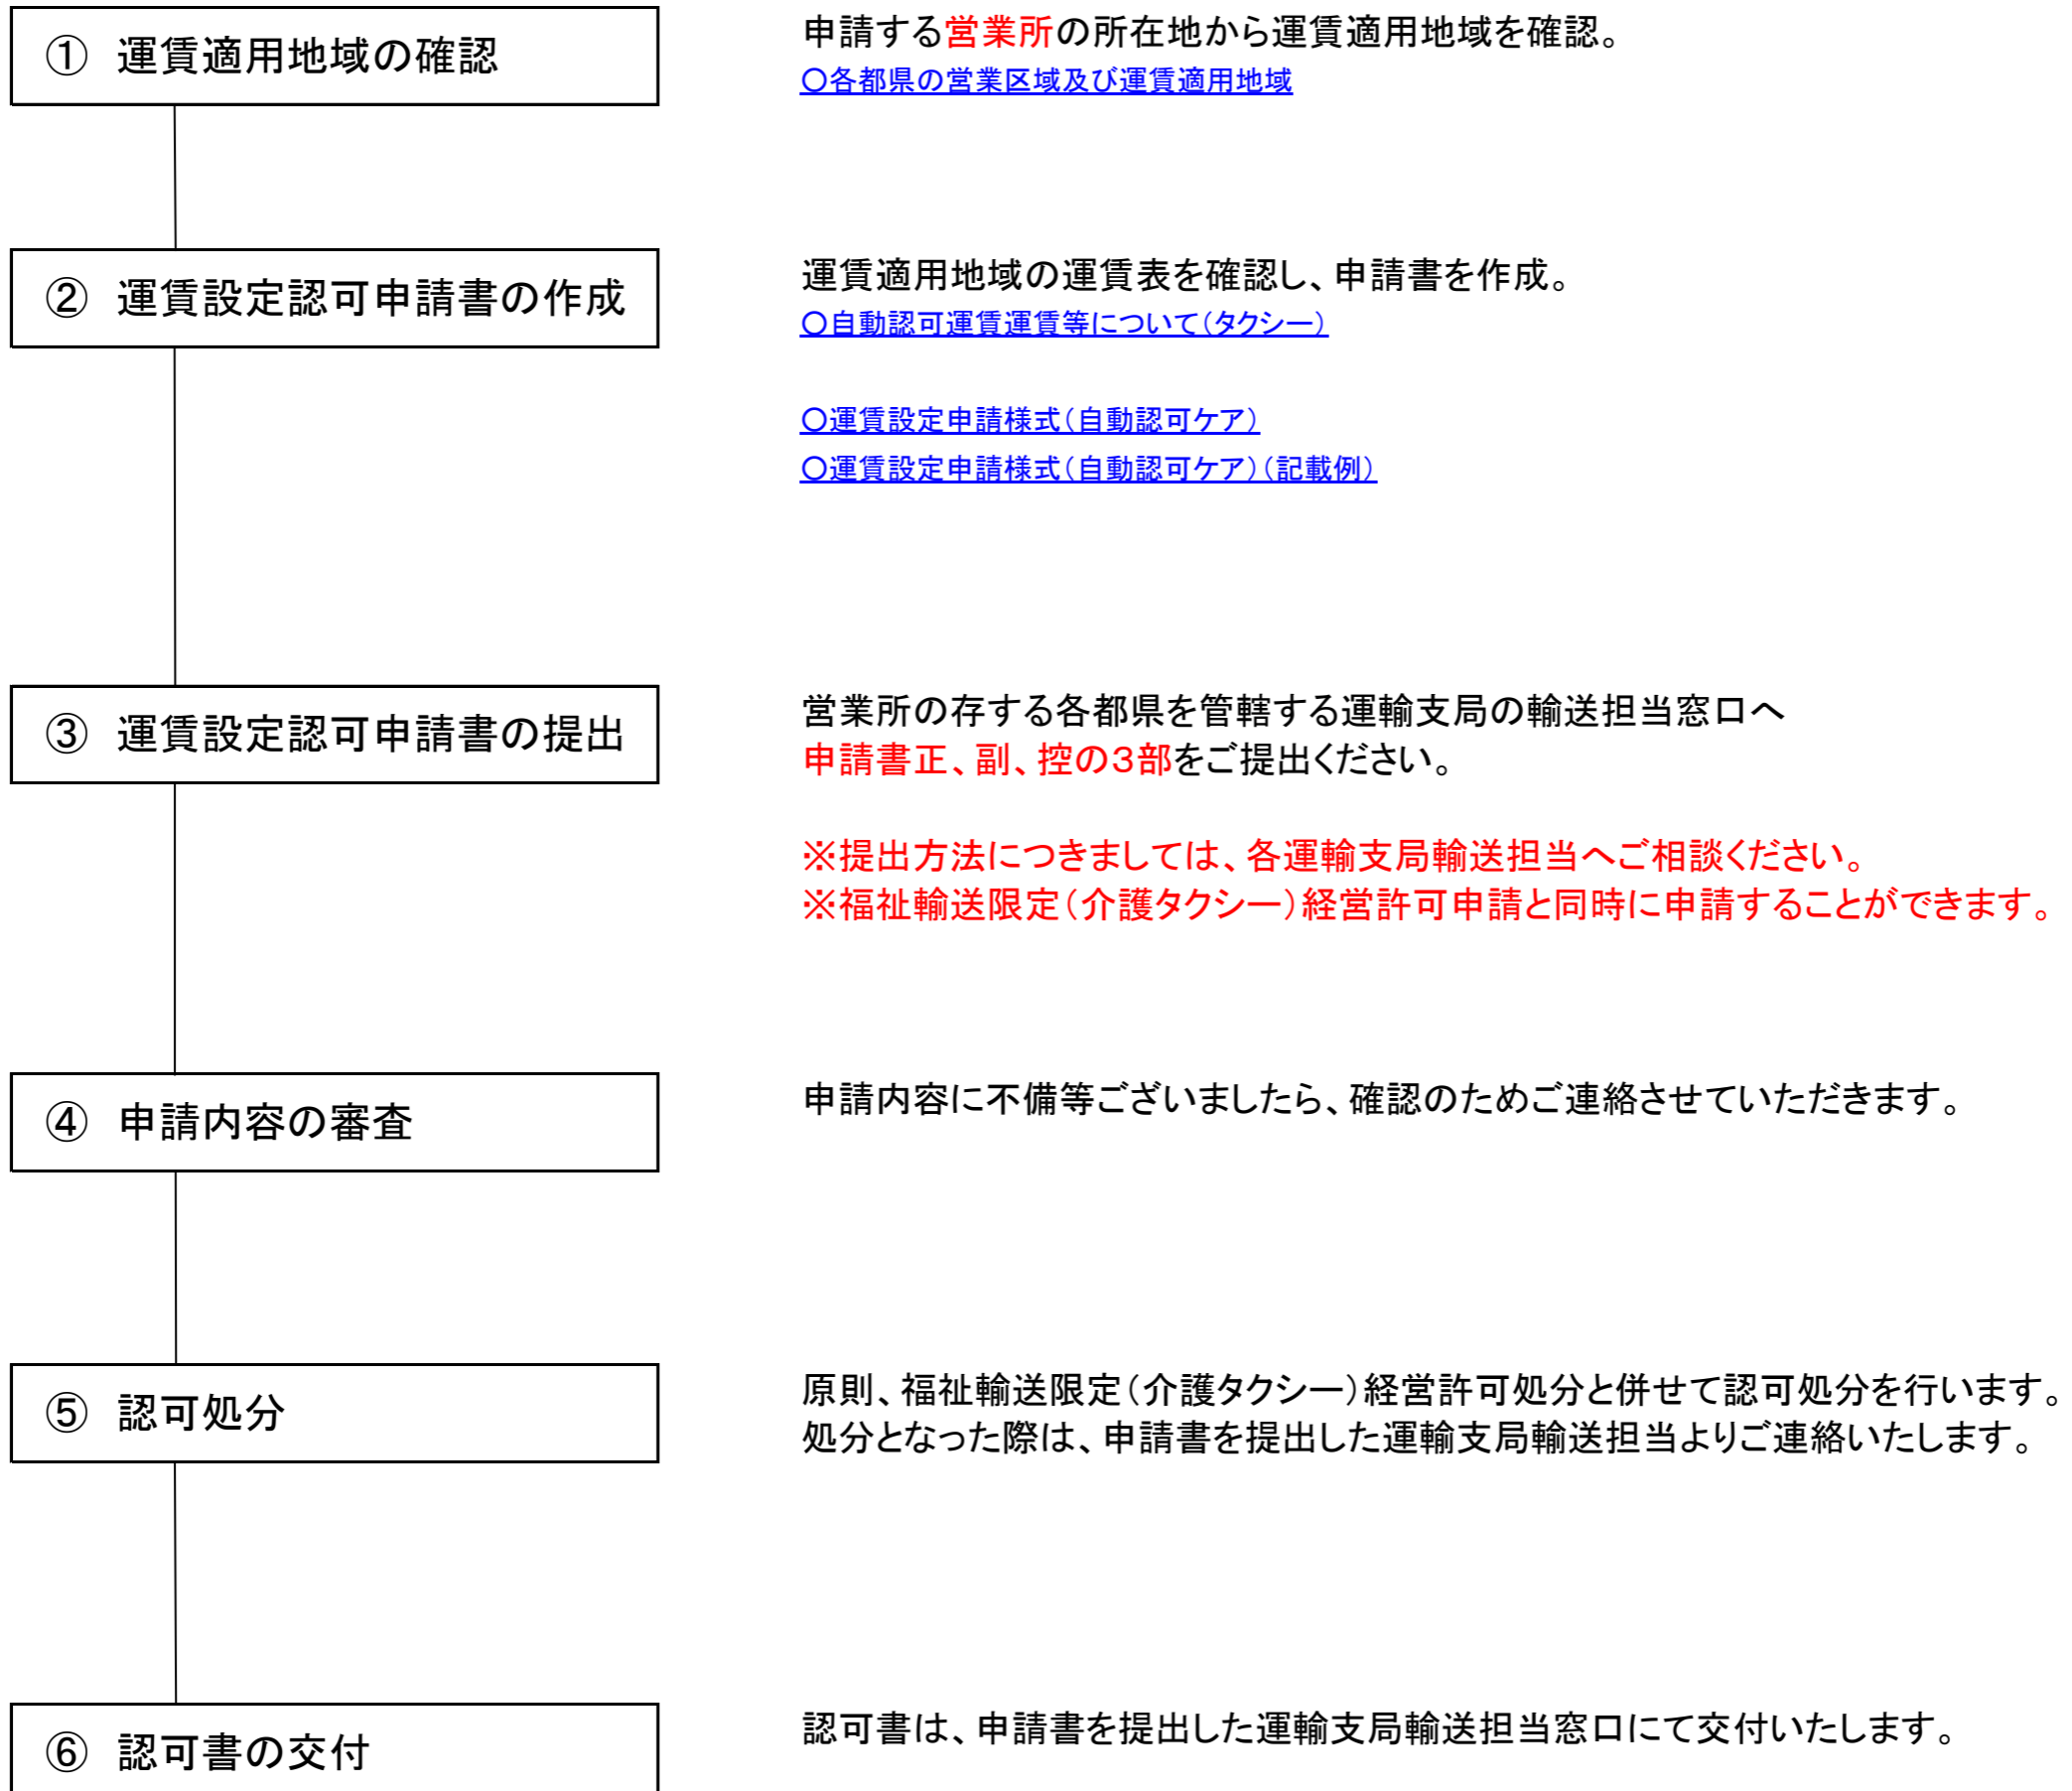 ① 運賃適用地域の確認
申請する営業所の所在地から運賃適用地域を確認。
○各都県の営業区域及び運賃適用地域
② 運賃設定認可申請書の作成
運賃適用地域の運賃表を確認し、申請書を作成。
○自動認可運賃運賃等について（タクシー）
○運賃設定申請様式（自動認可ケア）
○運賃設定申請様式（自動認可ケア）（記載例）
③ 運賃設定認可申請書の提出
営業所の存する各都県を管轄する運輸支局の輸送担当窓口へ
申請書正、副、控の３部をご提出ください。
※提出方法につきましては、各運輸支局輸送担当へご相談ください。
※福祉輸送限定（介護タクシー）経営許可申請と同時に申請することができます。
④ 申請内容の審査
申請内容に不備等ございましたら、確認のためご連絡させていただきます。
⑤ 認可処分
原則、福祉輸送限定（介護タクシー）経営許可処分と併せて認可処分を行います。
処分となった際は、申請書を提出した運輸支局輸送担当よりご連絡いたします。
⑥ 認可書の交付
認可書は、申請書を提出した運輸支局輸送担当窓口にて交付いたします。